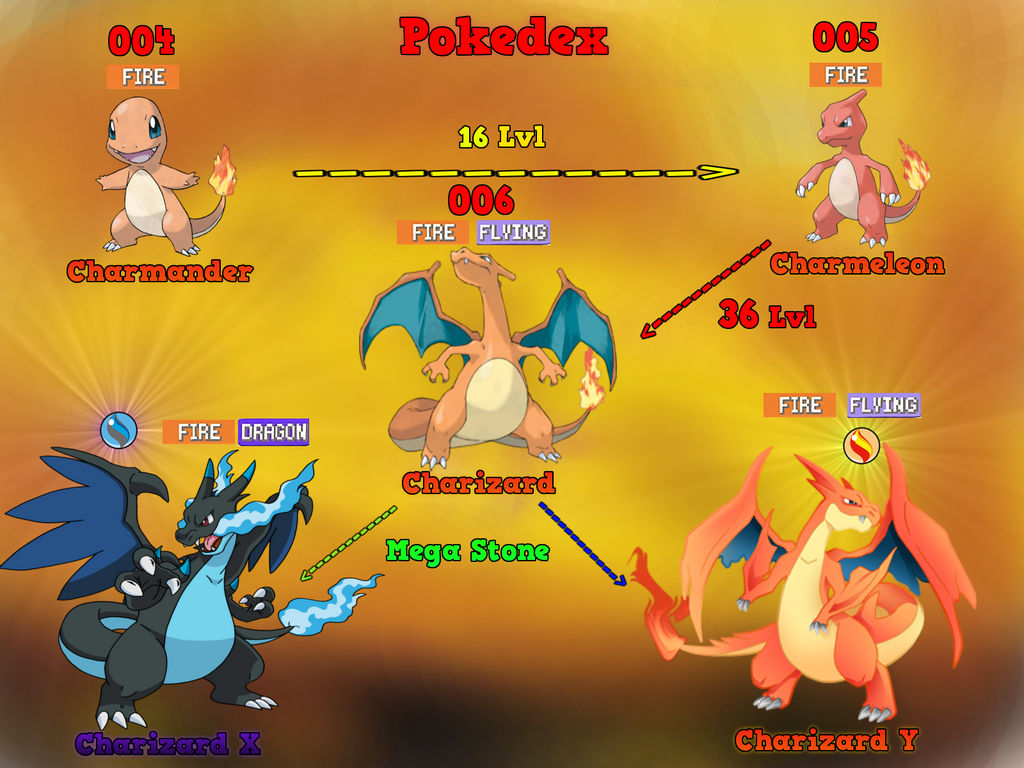 Pokedex
004
FIRE
Charmander
16 Lvl
005
FIRE
Charmeleon
36 Lvl
006
FIRE FLYING
Charizard
Mega Stone
FIRE DRAGON
Charizard X
FIRE FLYING
Charizard Y